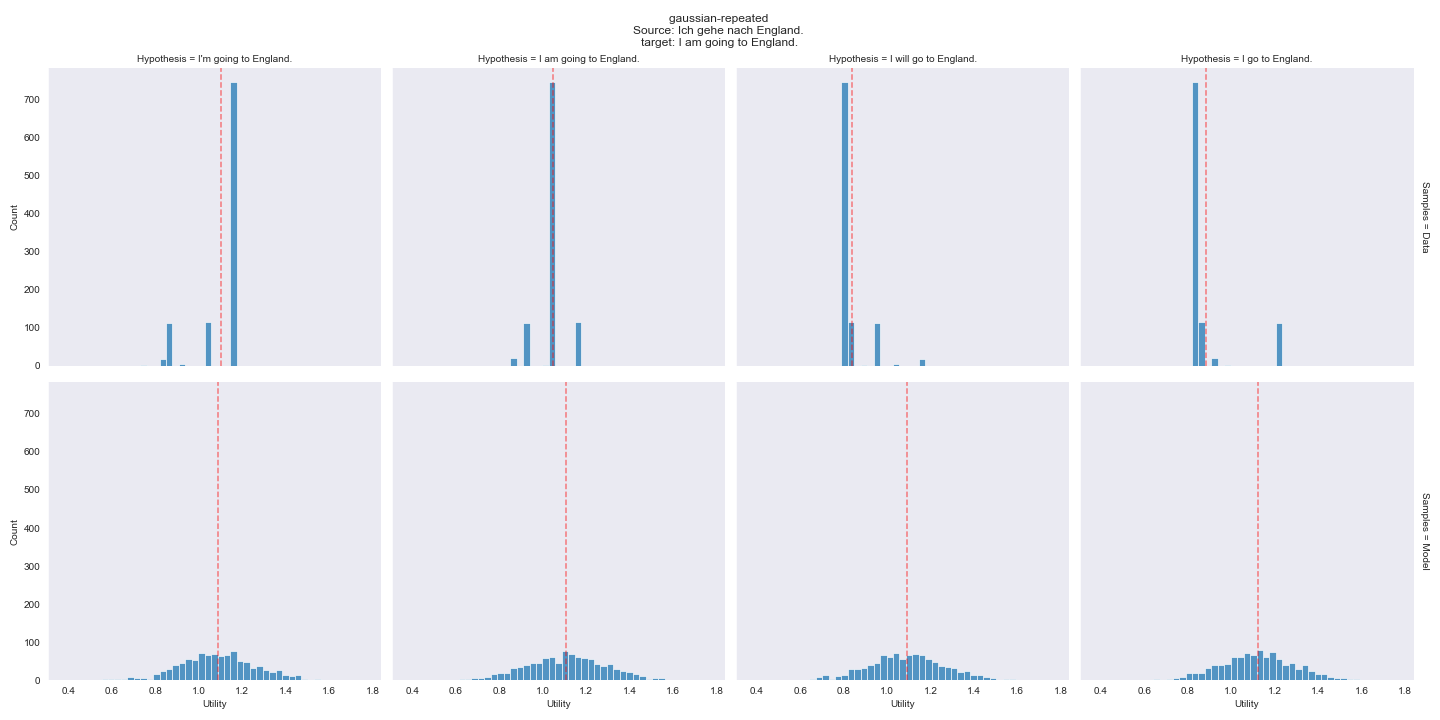 gaussian-repeated
Source: Ich gehe nach England.
target: I am going to England.
Hypothesis = I'm going to England.
Hypothesis = I am going to England.
Hypothesis = I will go to England.
Hypothesis = I go to England.
700
600
500
400
300
200
100
0
Count
Samples = Data
700
600
500
400
300
200
100
0
Count
Samples = Model
0.4 0.6 0.8 1.0 1.2 1.4 1.6 1.8
0.4 0.6 0.8 1.0 1.2 1.4 1.6 1.8
0.4 0.6 0.8 1.0 1.2 1.4 1.6 1.8
0.4 0.6 0.8 1.0 1.2 1.4 1.6 1.8
Utility
Utility
Utility
Utility